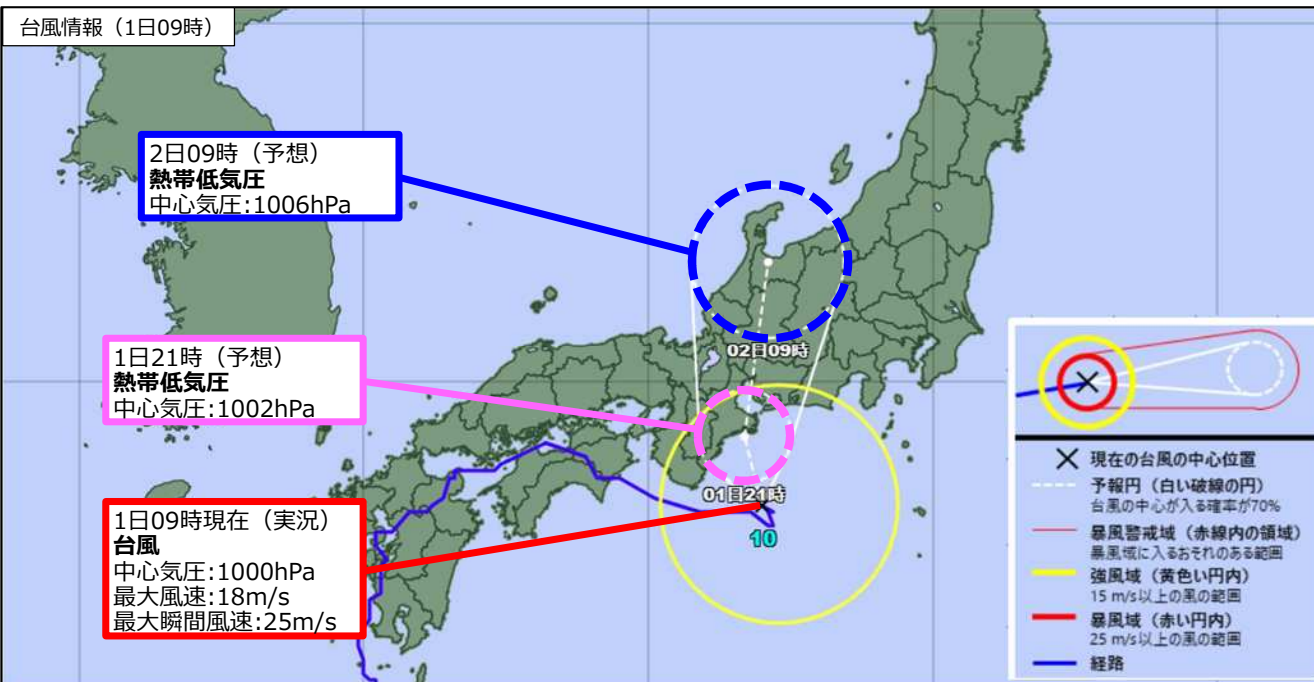 台風情報（1日09時）
2日09時（予想）
熱帯低気圧
中心気圧:1006hPa
02日09時
1日21時（予想）
熱帯低気圧
中心気圧:1002hPa
01日21時
10
1日09時現在（実況）
台風
中心気圧:1000hPa
最大風速:18m/s
最大瞬間風速:25m/s
現在の台風の中心位置
予報円（白い破線の円）
台風の中心が入る確率が70%
暴風警戒域（赤線内の領域）
暴風域に入るおそれのある範囲
強風域（黄色い円内）
15 m/s以上の風の範囲
暴風域（赤い円内）
25 m/s以上の風の範囲
経路